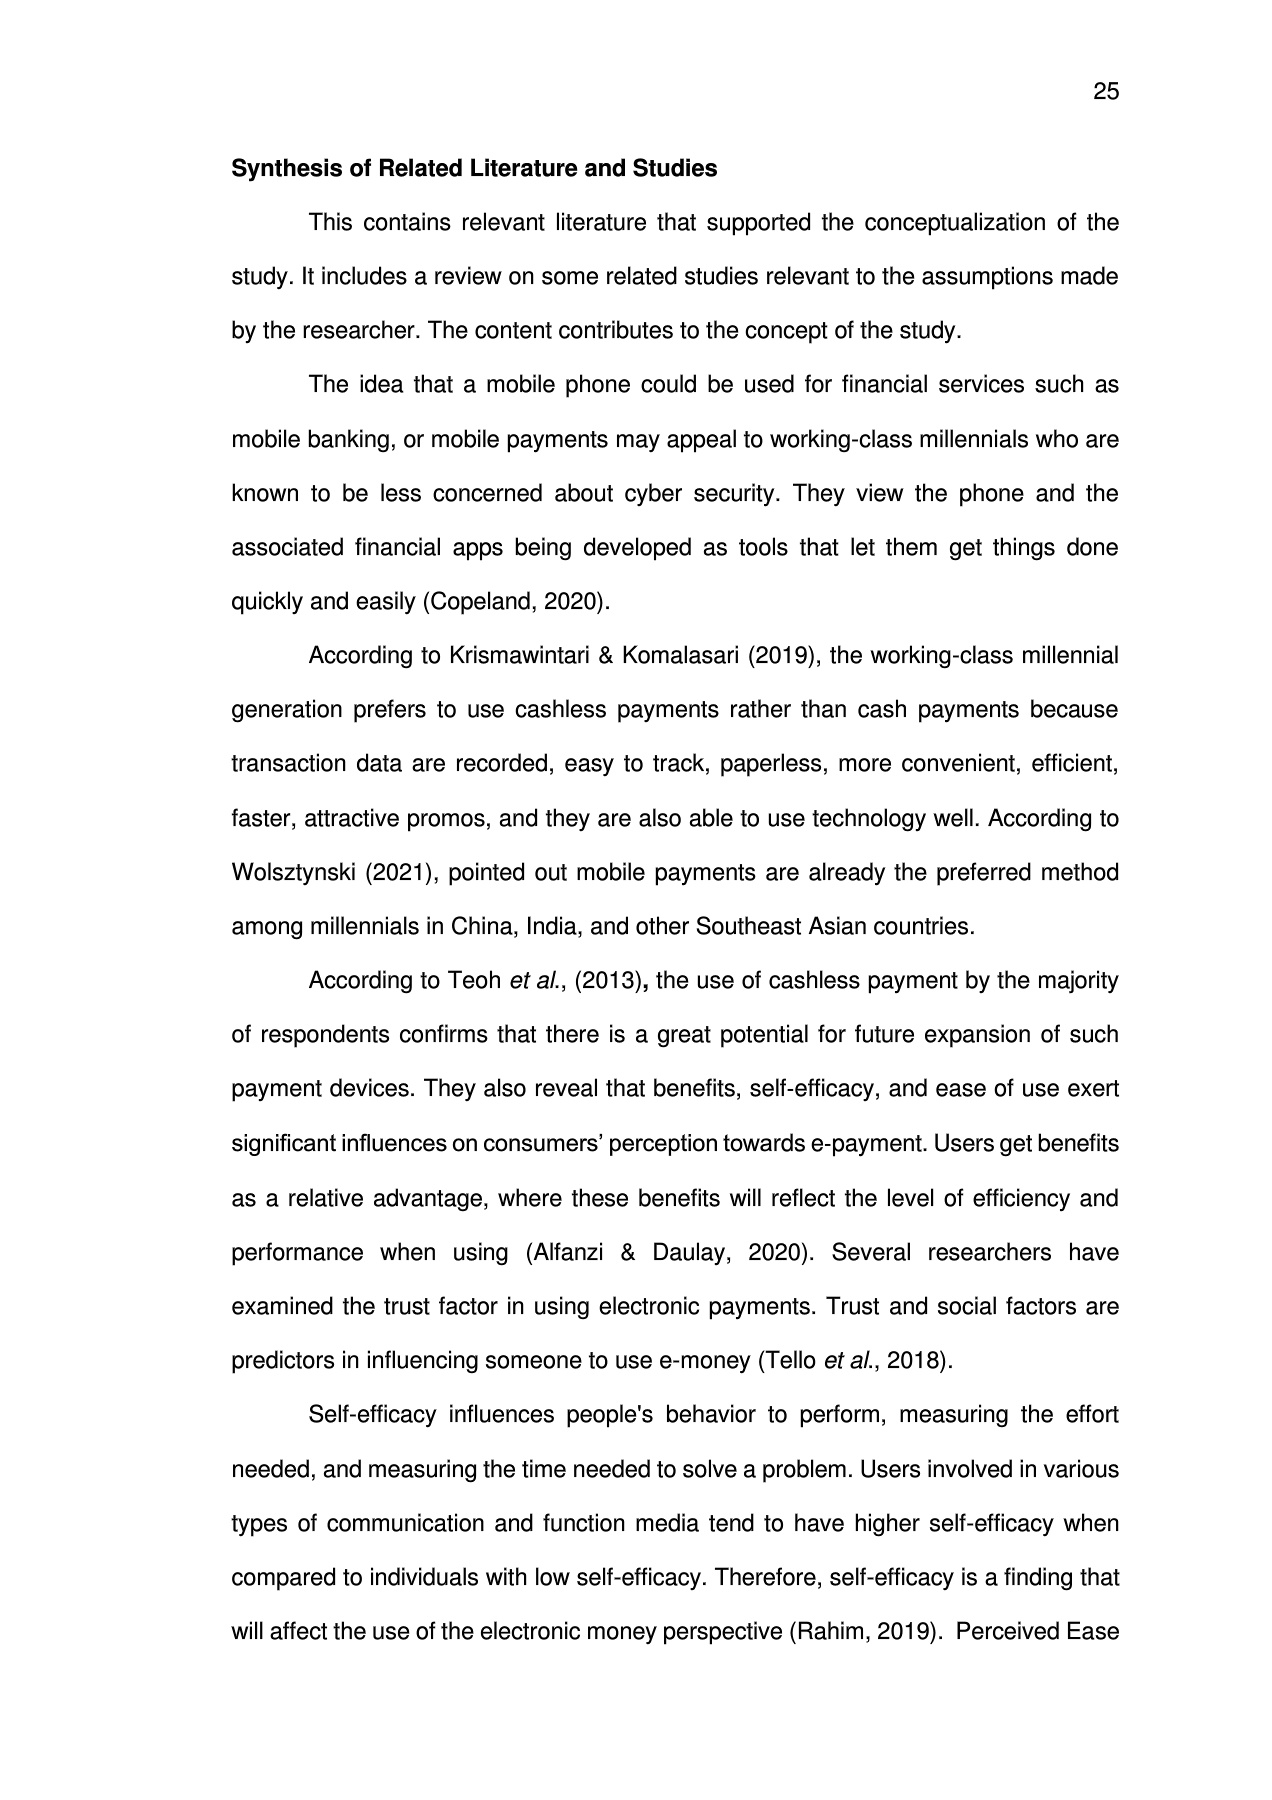 25
Synthesis of Related Literature and Studies
This contains relevant literature that supported the conceptualization of the
study. It includes a review on some related studies relevant to the assumptions made
by the researcher. The content contributes to the concept of the study.
The idea that a mobile phone could be used for financial services such as
mobile banking, or mobile payments may appeal to working-class millennials who are
known to be less concerned about cyber security. They view the phone and the
associated financial apps being developed as tools that let them get things done
quickly and easily (Copeland, 2020).
According to Krismawintari & Komalasari (2019), the working-class millennial
generation prefers to use cashless payments rather than cash payments because
transaction data are recorded, easy to track, paperless, more convenient, efficient,
faster, attractive promos, and they are also able to use technology well. According to
Wolsztynski (2021), pointed out mobile payments are already the preferred method
among millennials in China, India, and other Southeast Asian countries.
According to Teoh et al., (2013), the use of cashless payment by the majority
of respondents confirms that there is a great potential for future expansion of such
payment devices. They also reveal that benefits, self-efficacy, and ease of use exert
significant influences on consumers’ perception towards e-payment. Users get benefits
as a relative advantage, where these benefits will reflect the level of efficiency and
performance when using (Alfanzi & Daulay, 2020). Several researchers have
examined the trust factor in using electronic payments. Trust and social factors are
predictors in influencing someone to use e-money (Tello et al., 2018).
Self-efficacy influences people's behavior to perform, measuring the effort
needed, and measuring the time needed to solve a problem. Users involved in various
types of communication and function media tend to have higher self-efficacy when
compared to individuals with low self-efficacy. Therefore, self-efficacy is a finding that
will affect the use of the electronic money perspective (Rahim, 2019).  Perceived Ease